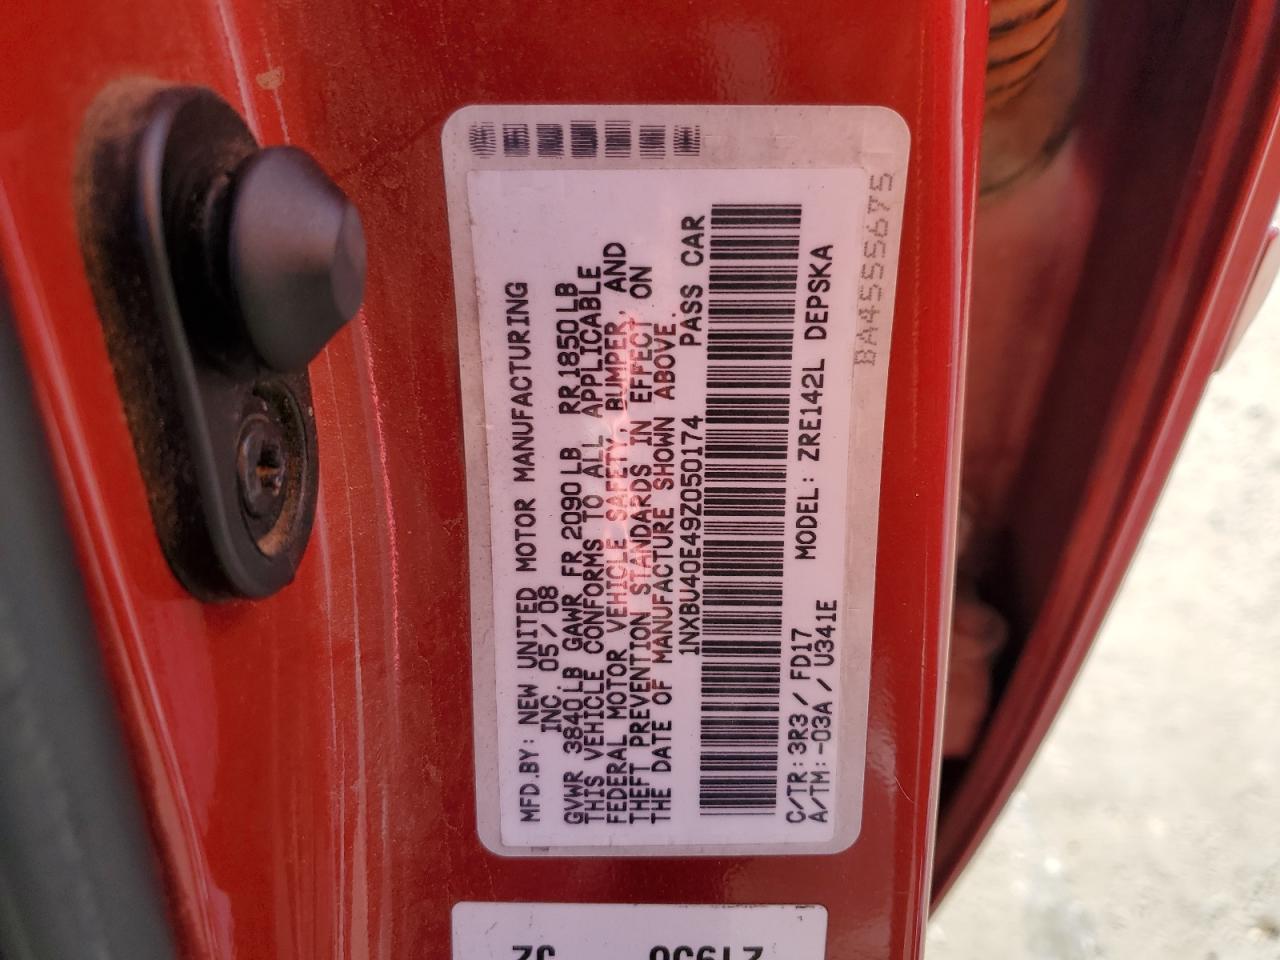 MFD.BY: NEW UNITED MOTOR MANUFACTURING
INC. 05/08
GVWR 3840LB GAWR FR 2090LB RR1850LB
THIS VEHICLE CONFORMS TO ALL APPLICABLE
FEDERAL MOTOR VEHICLE SAFETY, BUMPER, AND
THEFT PREVENTION STANDARDS IN EFFECT ON
THE DATE OF MANUFACTURE SHOWN ABOVE.
1NXBU40E49Z050174 PASS CAR
C/TR: 3R3/FD17 MODEL: ZRE142L DEPSKA
A/TM: -03A/U341E
BA4555675